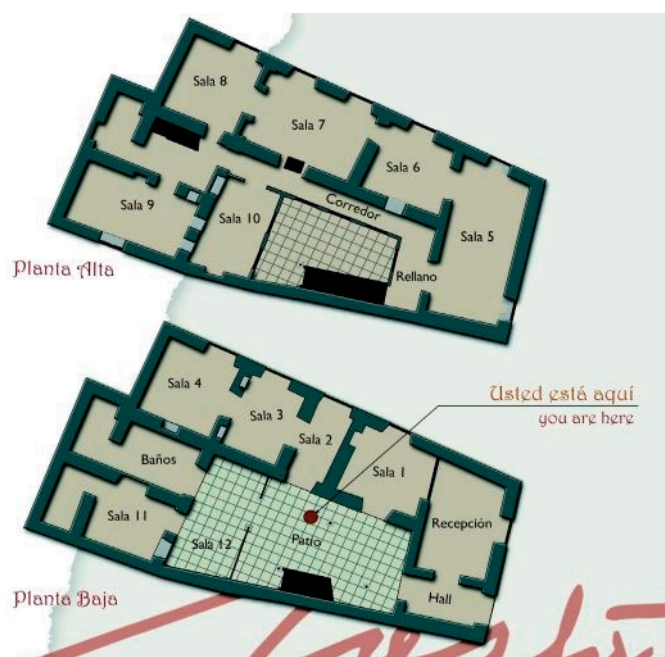 Sala 8
Sala 7
Sala 6
Sala 5
Sala 9
Sala 10
Corredor
Rellano
Planta Alta
Usted está aquí
you are here
Sala 4
Sala 3
Sala 2
Sala 1
Baños
Recepción
Sala 11
Sala 12
Patio
Hall
Planta Baja